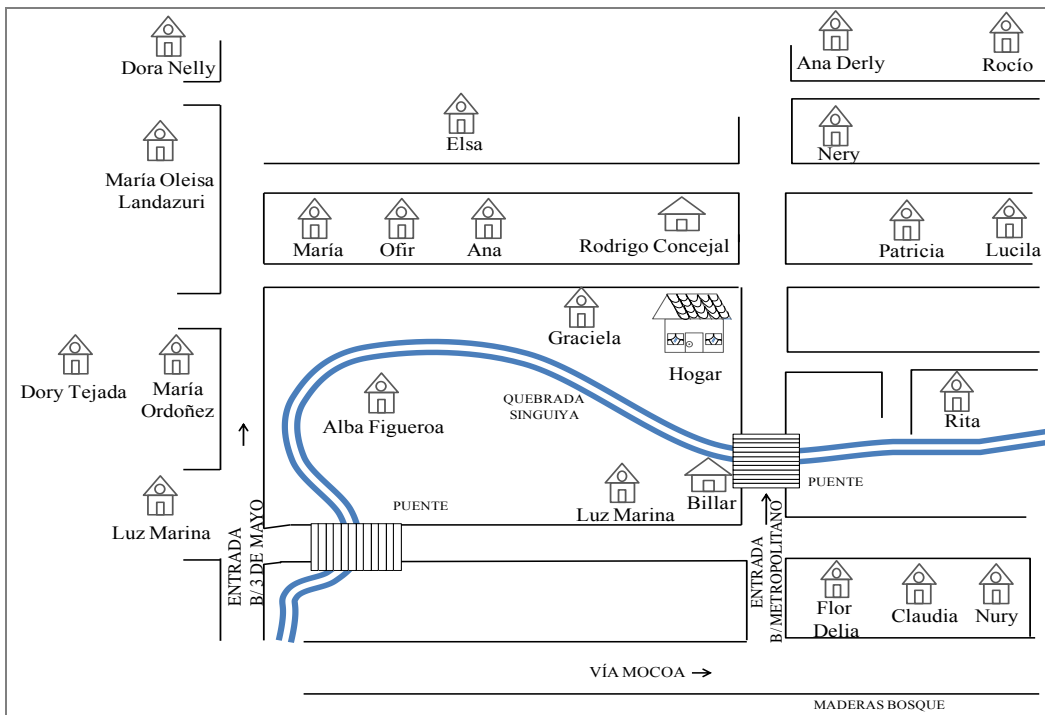 Dora Nelly
Ana Derly
Rocío
Elsa
Nery
María Oleisa
Landazuri
María
Ofir
Ana
Rodrigo Concejal
Patricia
Lucila
Graciela
Hogar
Dory Tejada
María
Ordoñez
Alba Figueroa
QUEBRADA
SINGUIYA
Rita
PUENTE
Luz Marina
PUENTE
Luz Marina
Billar
ENTRADA
B/ 3 DE MAYO
ENTRADA
B/ METROPOLITANO
Flor
Delia
Claudia
Nury
VÍA MOCOA
MADERAS BOSQUE